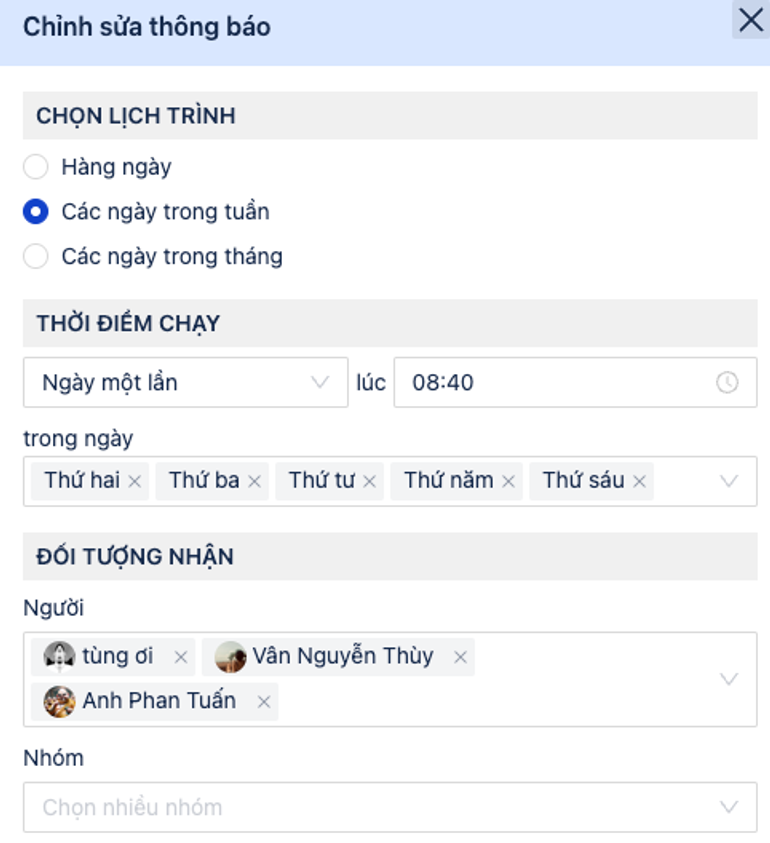 Chỉnh sửa thông báo
CHỌN LỊCH TRÌNH
Hàng ngày
Các ngày trong tuần
Các ngày trong tháng
THỜI ĐIỂM CHẠY
Ngày một lần lúc 08:40
trong ngày
Thứ hai Thứ ba Thứ tư Thứ năm Thứ sáu
ĐỐI TƯỢNG NHẬN
Người
tùng ơi Vân Nguyễn Thùy
Anh Phan Tuấn
Nhóm
Chọn nhiều nhóm